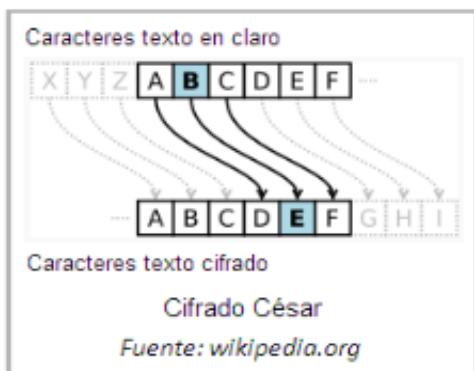 Caracteres texto en claro
X Y Z A B C D E F ····
···· A B C D E F G H I
Caracteres texto cifrado
Cifrado César
Fuente: wikipedia.org